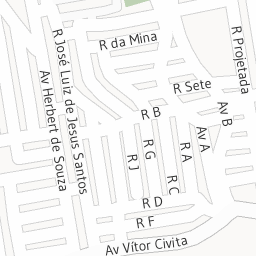 R da Mina
R Projetada
R José Luiz de Jesus Santos
Av Herbert de Souza
R Sete
R B
Av B
Av A
R J
R G
R A
R C
R D
R F
Av Vítor Civita